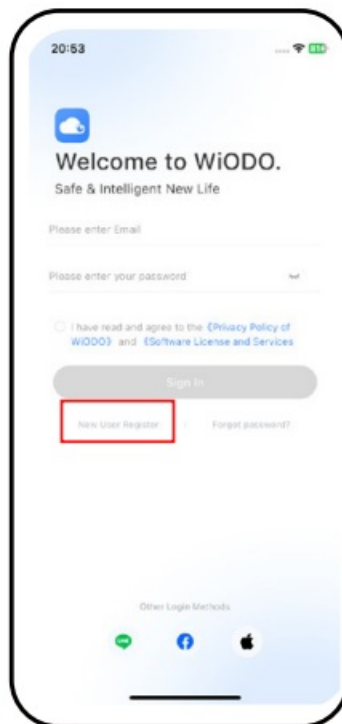 20:53
Welcome to WiODO.
Safe & Intelligent New Life
Please enter Email
Please enter your password
I have read and agree to the 《Privacy Policy of
WiODO》 and 《Software License and Services
Sign In
New User Register | Forgot password?
Other Login Methods
LINE